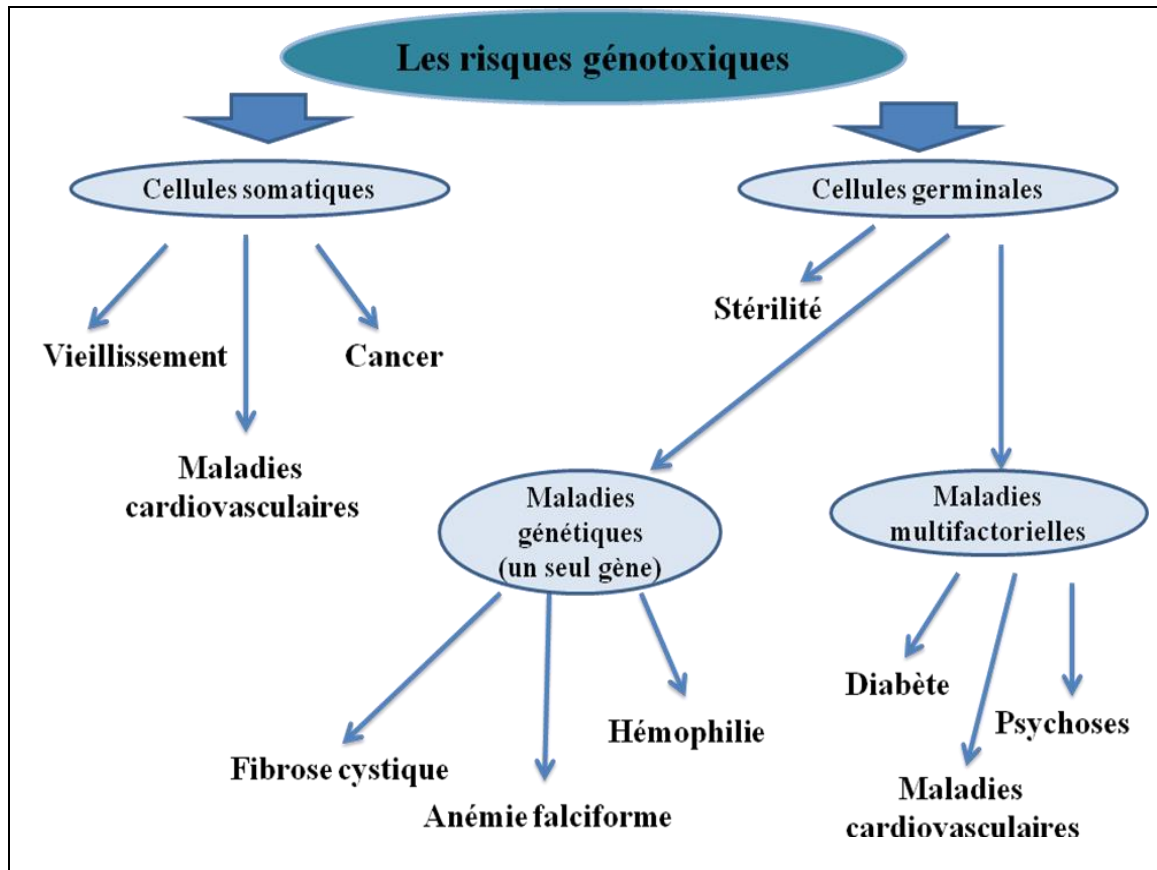 Les risques génotoxiques
Cellules somatiques
Cellules germinales
Vieillissement
Cancer
Maladies
cardiovasculaires
Stérilité
Maladies
génétiques
(un seul gène)
Maladies
multifactorielles
Fibrose cystique
Anémie falciforme
Hémophilie
Diabète
Psychoses
Maladies
cardiovasculaires